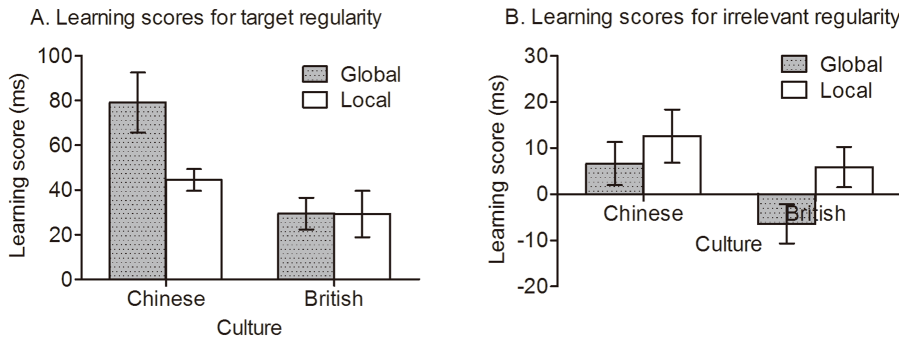 A. Learning scores for target regularity
Learning score (ms)
100
80
60
40
20
0
Global
Local
Chinese
British
Culture
B. Learning scores for irrelevant regularity
Learning score (ms)
30
20
10
0
-10
-20
Global
Local
Chinese
British
Culture